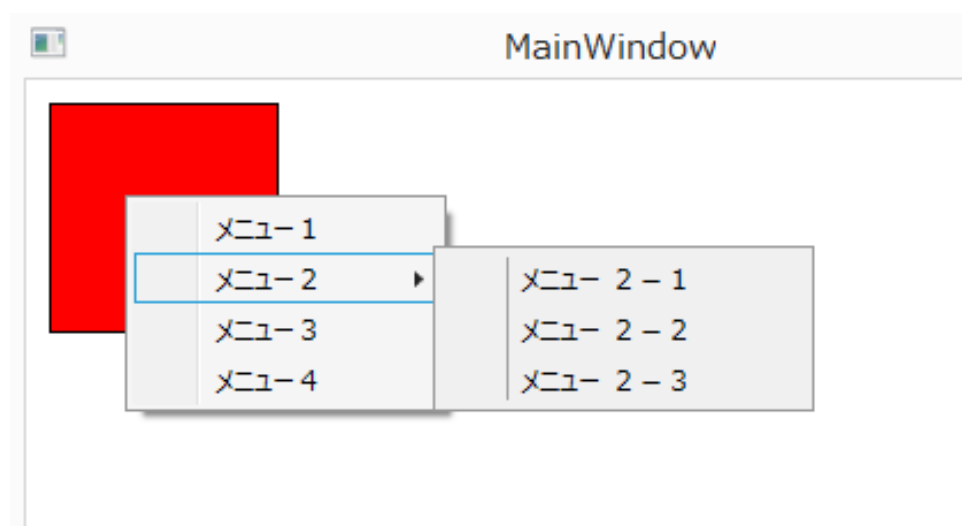 MainWindow
メニュー1
メニュー2
メニュー3
メニュー4
メニュー 2 – 1
メニュー 2 – 2
メニュー 2 – 3